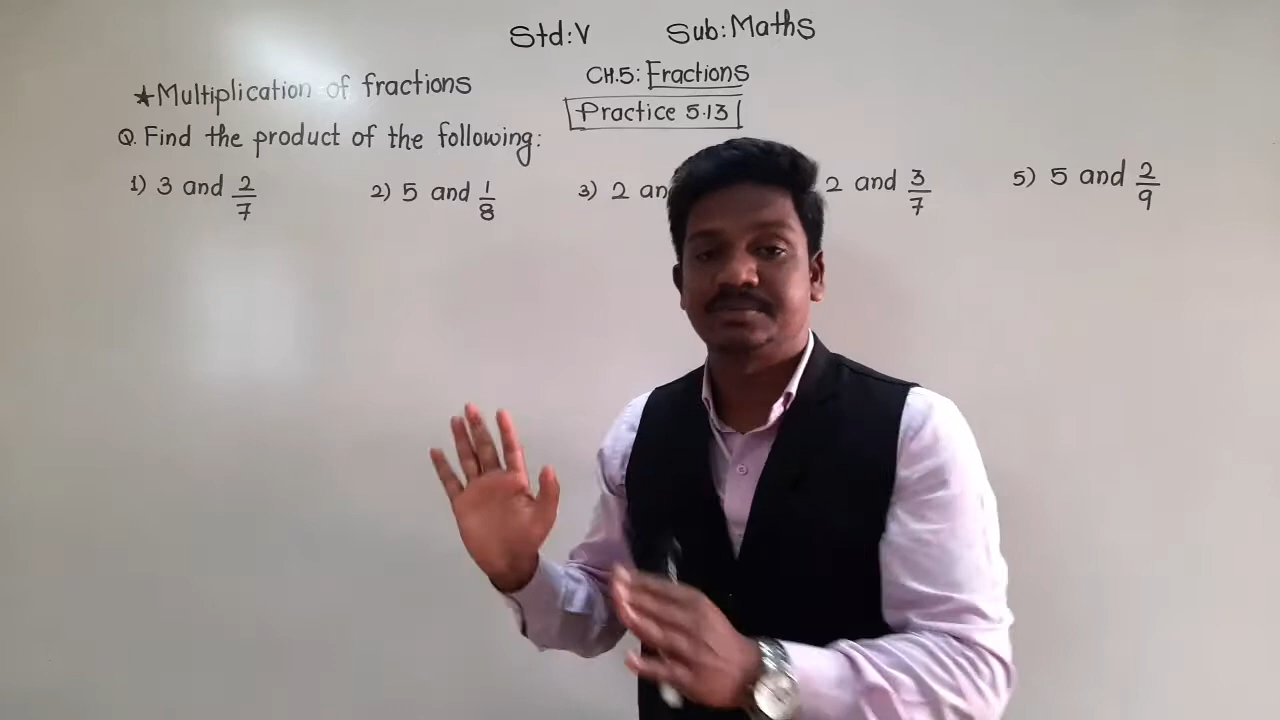 Std:V Sub:Maths
CH.5: Fractions
★Multiplication of fractions
Practice 5.13
Q. Find the product of the following:
1) 3 and 2/7 2) 5 and 1/8 3) 2 2 and 3/7 5) 5 and 2/9